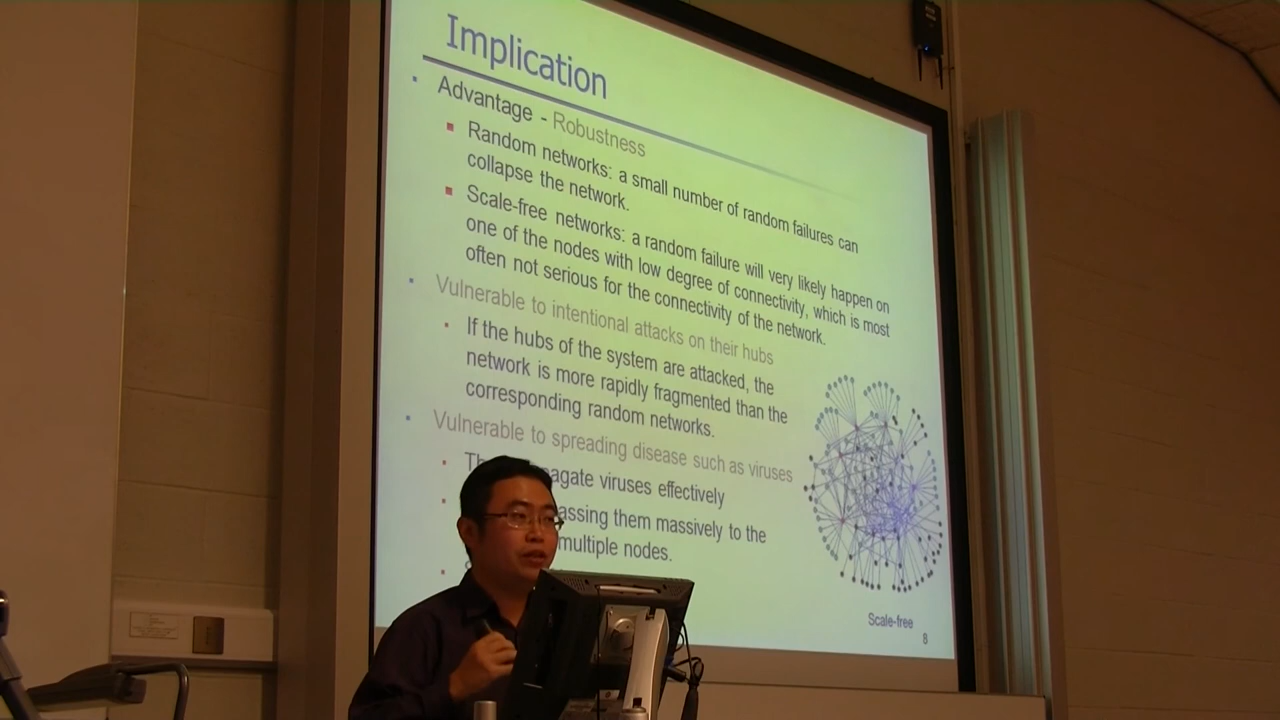 Implication
Advantage - Robustness
Random networks: a small number of random failures can
collapse the network.
Scale-free networks: a random failure will very likely happen on
one of the nodes with low degree of connectivity, which is most
often not serious for the connectivity of the network.
Vulnerable to intentional attacks on their hubs
If the hubs of the system are attacked, the
network is more rapidly fragmented than the
corresponding random networks.
Vulnerable to spreading disease such as viruses
viruses effectively
them massively to the
multiple nodes.
Scale-free
8